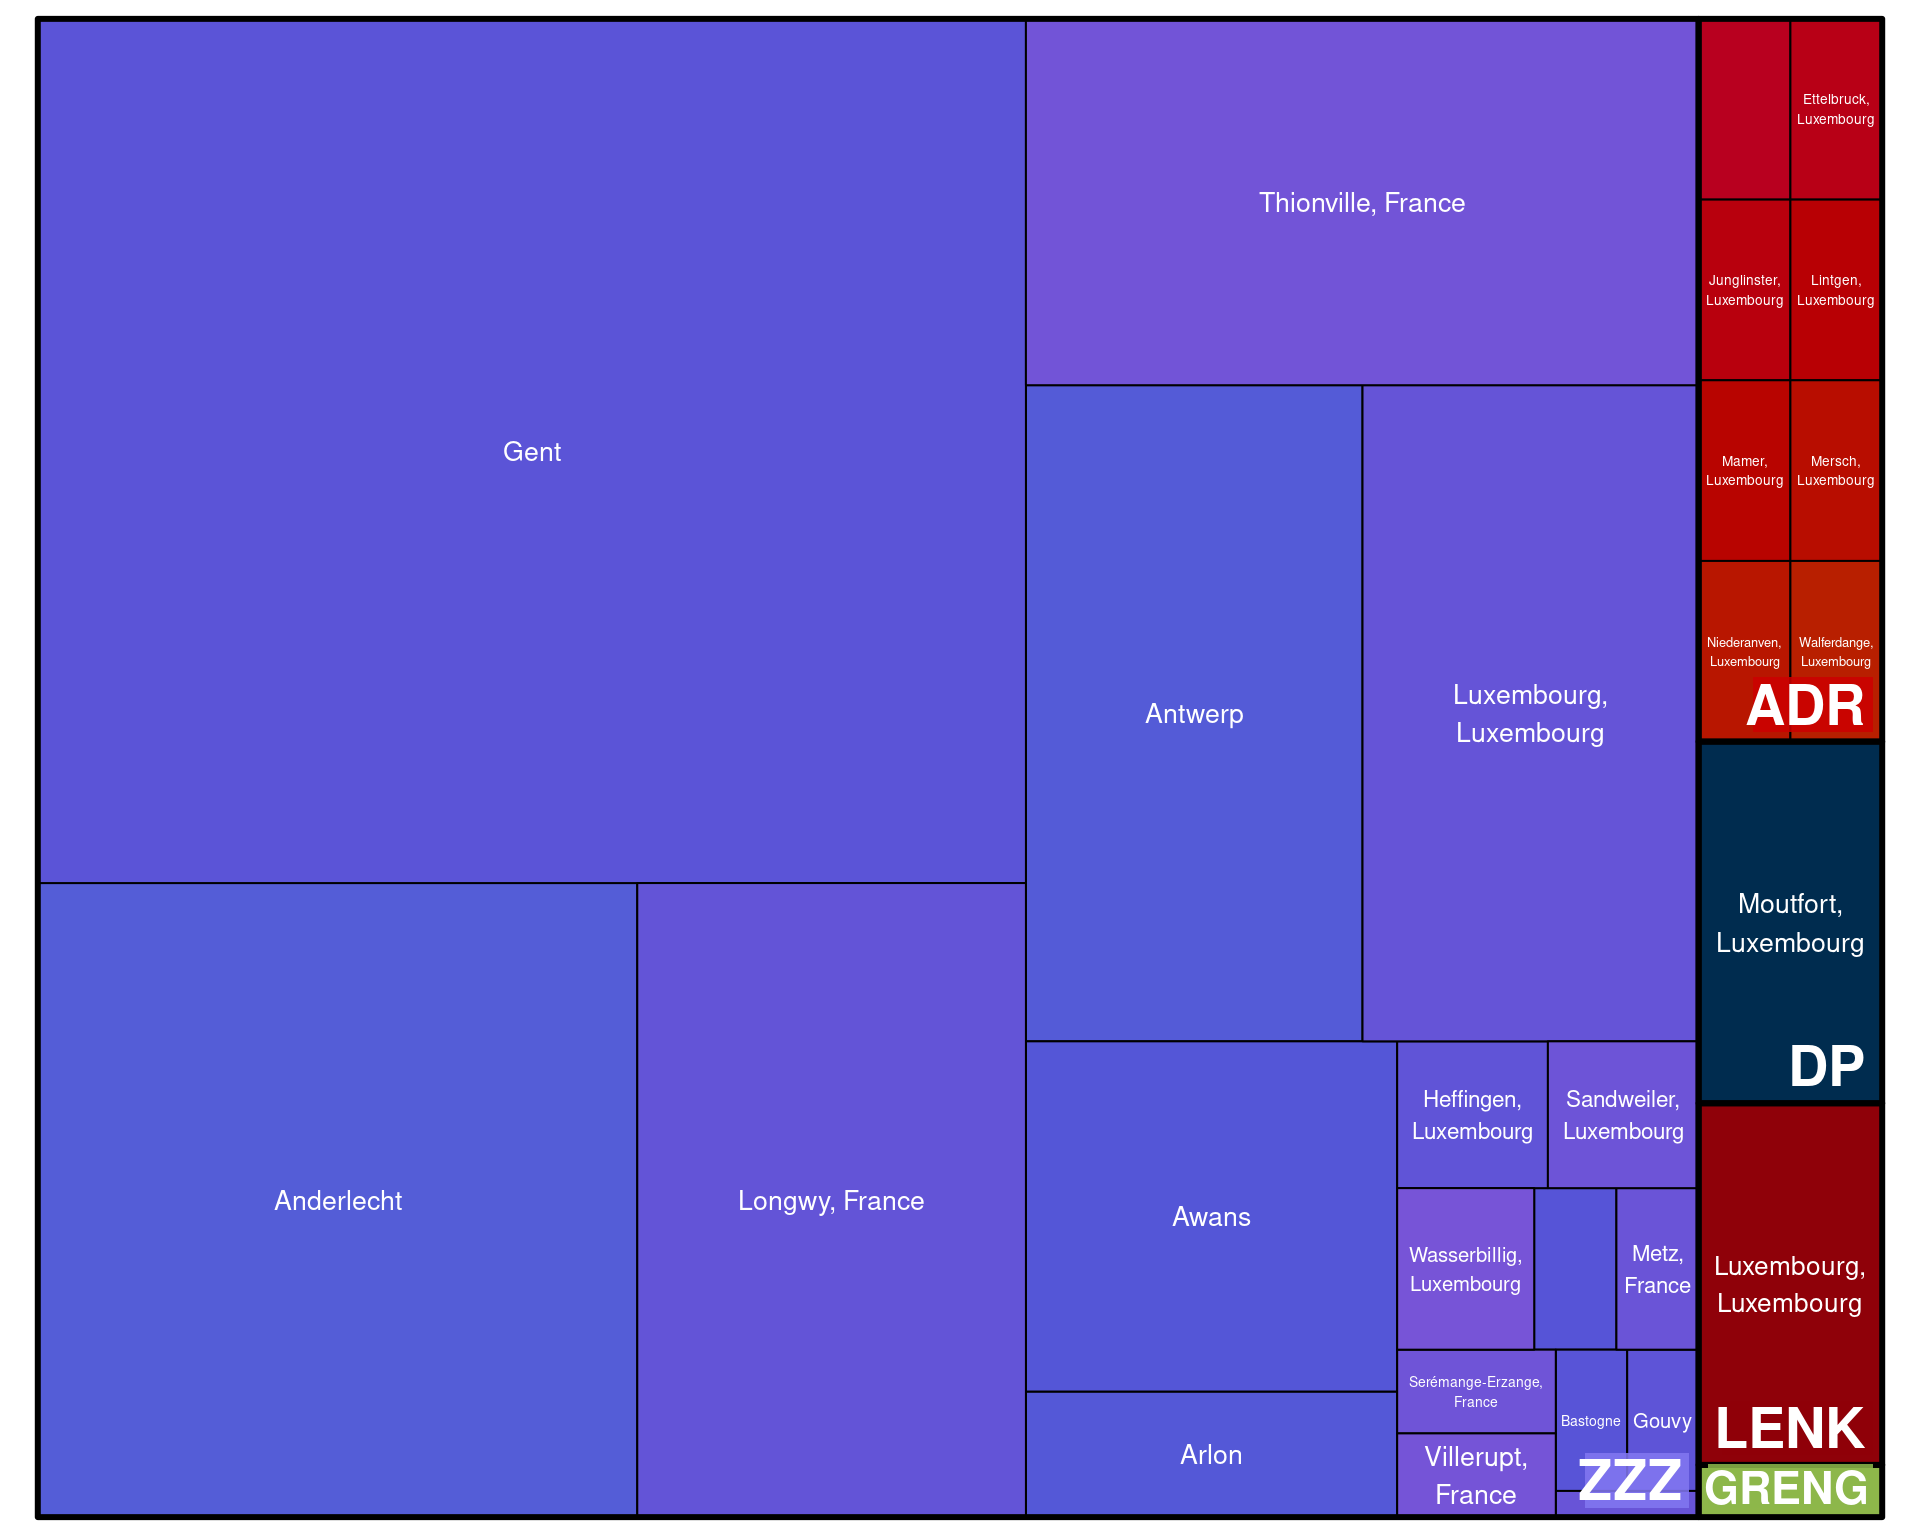 Gent
Thionville, France
Antwerp
Luxembourg,
Luxembourg
Anderlecht
Longwy, France
Awans
Arlon
Heffingen,
Luxembourg
Sandweiler,
Luxembourg
Wasserbillig,
Luxembourg
Metz,
France
Serémange-Erzange,
France
Villerupt,
France
Bastogne
Gouvy
ZZZ
Ettelbruck,
Luxembourg
Junglinster,
Luxembourg
Lintgen,
Luxembourg
Mamer,
Luxembourg
Mersch,
Luxembourg
Niederanven,
Luxembourg
Walferdange,
Luxembourg
ADR
Moutfort,
Luxembourg
DP
Luxembourg,
Luxembourg
LENK
GRENG